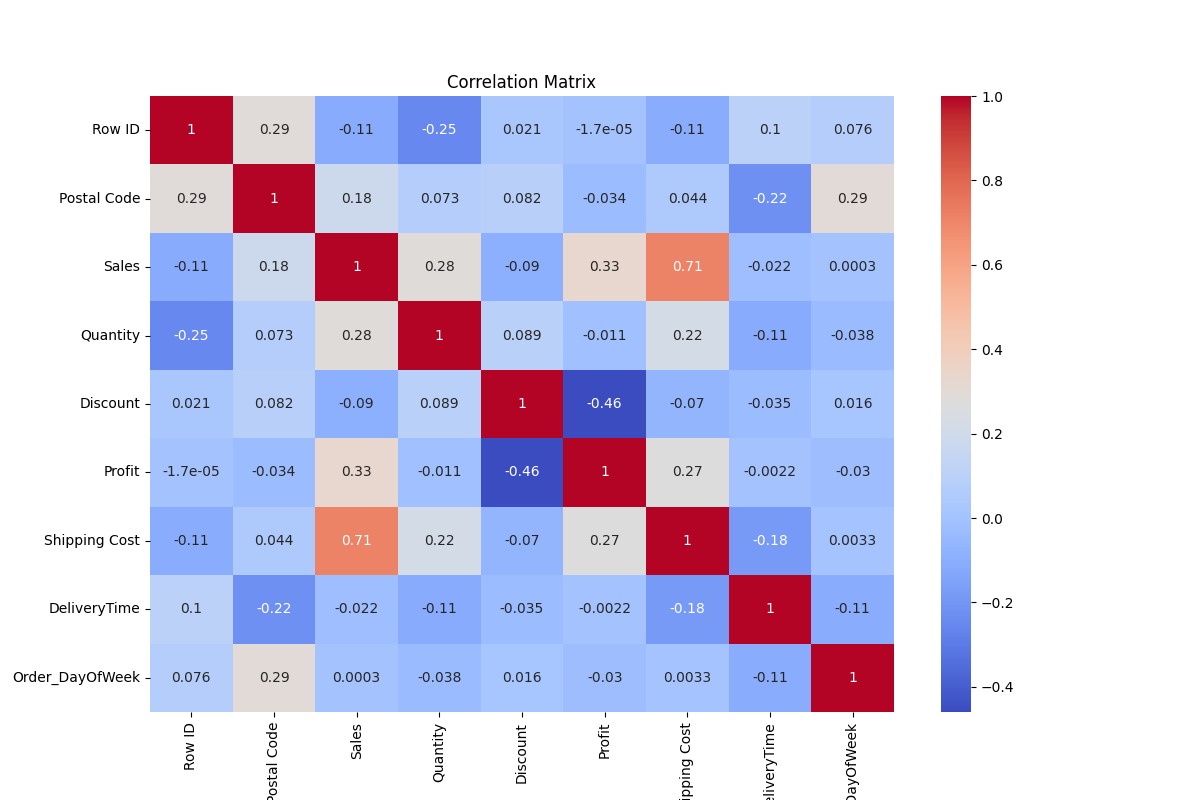 Correlation Matrix
Row ID 1 0.29 -0.11 -0.25 0.021 -1.7e-05 -0.11 0.1 0.076
Postal Code 0.29 1 0.18 0.073 0.082 -0.034 0.044 -0.22 0.29
Sales -0.11 0.18 1 0.28 -0.09 0.33 0.71 -0.022 0.0003
Quantity -0.25 0.073 0.28 1 0.089 -0.011 0.22 -0.11 -0.038
Discount 0.021 0.082 -0.09 0.089 1 -0.46 -0.07 -0.035 0.016
Profit -1.7e-05 -0.034 0.33 -0.011 -0.46 1 0.27 -0.0022 -0.03
Shipping Cost -0.11 0.044 0.71 0.22 -0.07 0.27 1 -0.18 0.0033
DeliveryTime 0.1 -0.22 -0.022 -0.11 -0.035 -0.0022 -0.18 1 -0.11
Order_DayOfWeek 0.076 0.29 0.0003 -0.038 0.016 -0.03 0.0033 -0.11 1
Row ID
Postal Code
Sales
Quantity
Discount
Profit
ipping Cost
eliveryTime
DayOfWeek
1.0
0.8
0.6
0.4
0.2
0.0
−0.2
−0.4